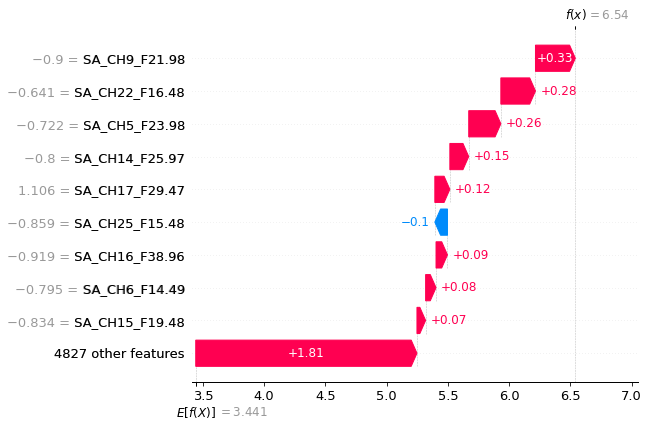 f(x) = 6.54
−0.9 = SA_CH9_F21.98
+0.33
−0.641 = SA_CH22_F16.48
+0.28
−0.722 = SA_CH5_F23.98
+0.26
−0.8 = SA_CH14_F25.97
+0.15
1.106 = SA_CH17_F29.47
+0.12
−0.859 = SA_CH25_F15.48
−0.1
−0.919 = SA_CH16_F38.96
+0.09
−0.795 = SA_CH6_F14.49
+0.08
−0.834 = SA_CH15_F19.48
+0.07
4827 other features
+1.81
3.5 4.0 4.5 5.0 5.5 6.0 6.5 7.0
E[f(X)] = 3.441